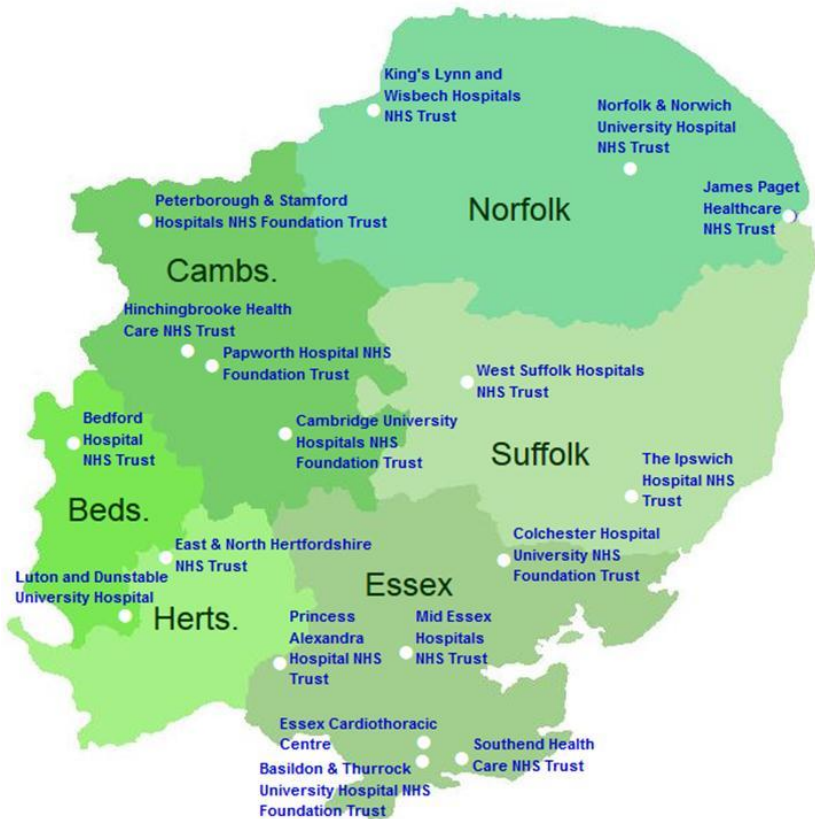 King's Lynn and
Wisbech Hospitals
NHS Trust
Norfolk & Norwich
University Hospital
NHS Trust
James Paget
Healthcare
NHS Trust
Norfolk
Peterborough & Stamford
Hospitals NHS Foundation Trust
Cambs.
Hinchingbrooke Health
Care NHS Trust
Papworth Hospital NHS
Foundation Trust
West Suffolk Hospitals
NHS Trust
Bedford
Hospital
NHS Trust
Cambridge University
Hospitals NHS
Foundation Trust
Suffolk
The Ipswich
Hospital NHS
Trust
Beds.
East & North Hertfordshire
NHS Trust
Colchester Hospital
University NHS
Foundation Trust
Essex
Luton and Dunstable
University Hospital
Herts.
Princess
Alexandra
Hospital NHS
Trust
Mid Essex
Hospitals
NHS Trust
Essex Cardiothoracic
Centre
Southend Health
Care NHS Trust
Basildon & Thurrock
University Hospital NHS
Foundation Trust